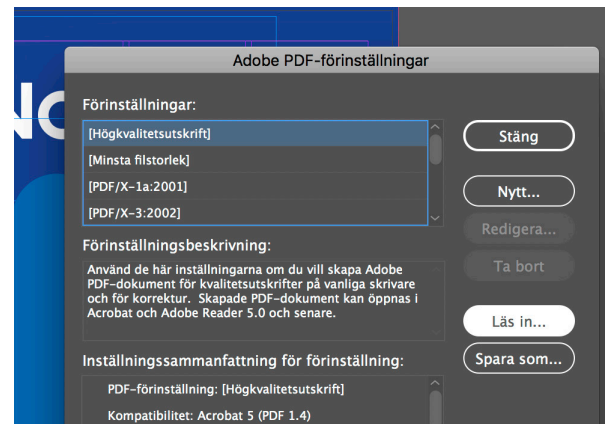 Adobe PDF-förinställningar
No
Förinställningar:
[Högkvalitetsutskrift]
[Minsta filstorlek]
[PDF/X-1a:2001]
[PDF/X-3:2002]
Stäng
Nytt...
Redigera...
Ta bort
Läs in...
Spara som...
Förinställningsbeskrivning:
Använd de här inställningarna om du vill skapa Adobe
PDF-dokument för kvalitetsutskrifter på vanliga skrivare
och för korrektur. Skapade PDF-dokument kan öppnas i
Acrobat och Adobe Reader 5.0 och senare.
Inställningssammanfattning för förinställning:
PDF-förinställning: [Högkvalitetsutskrift]
Kompatibilitet: Acrobat 5 (PDF 1.4)